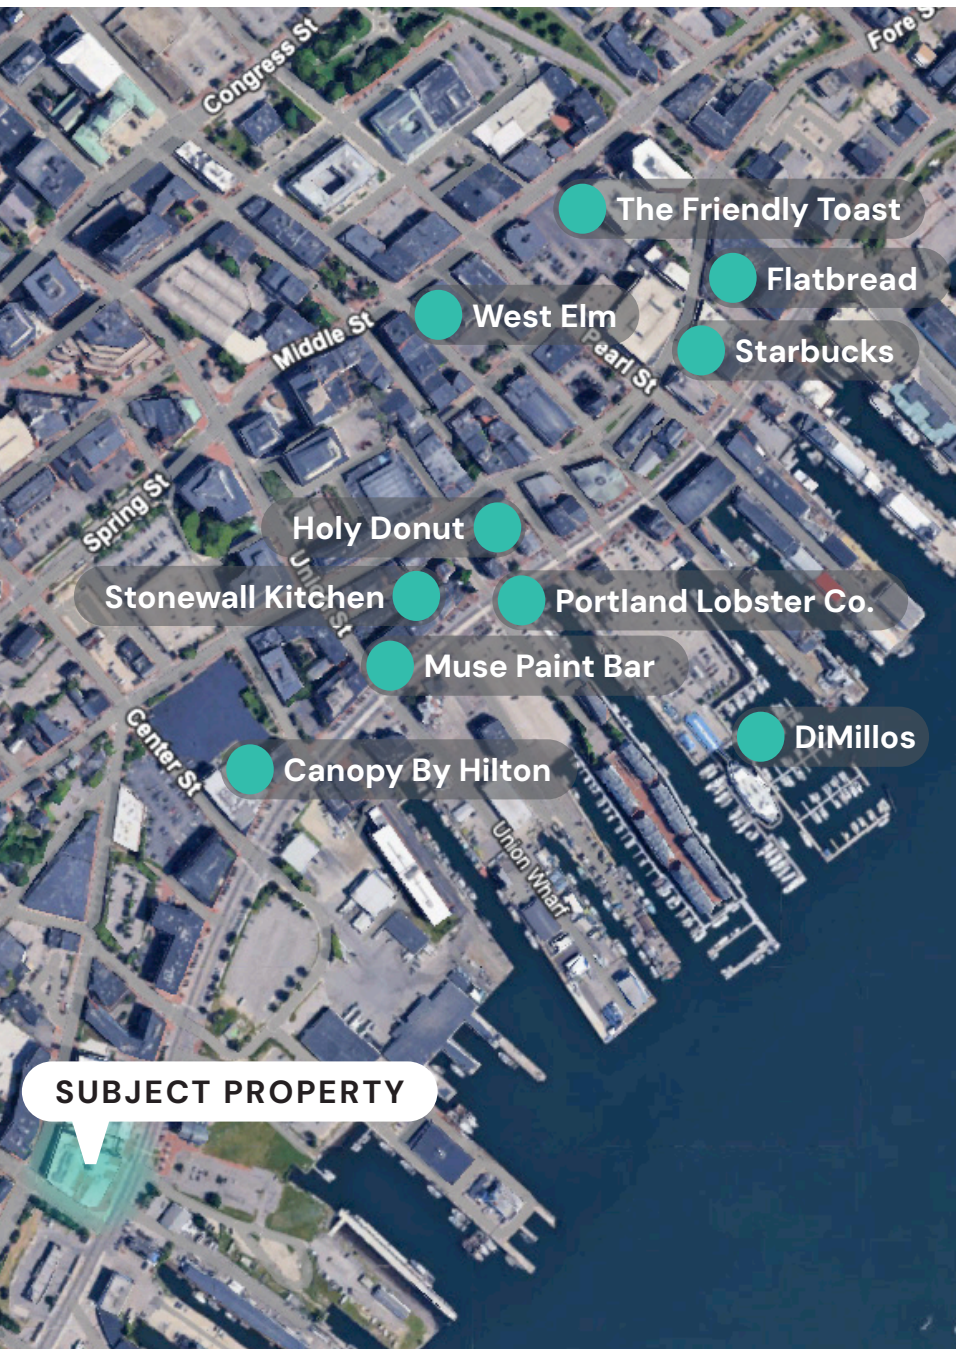 Fore S
Congress St
The Friendly Toast
Flatbread
West Elm
Middle St
Starbucks
Pearl St
Spring St
Holy Donut
Union St
Stonewall Kitchen
Portland Lobster Co.
Muse Paint Bar
Center St
DiMillos
Canopy By Hilton
Union Wharf
SUBJECT PROPERTY